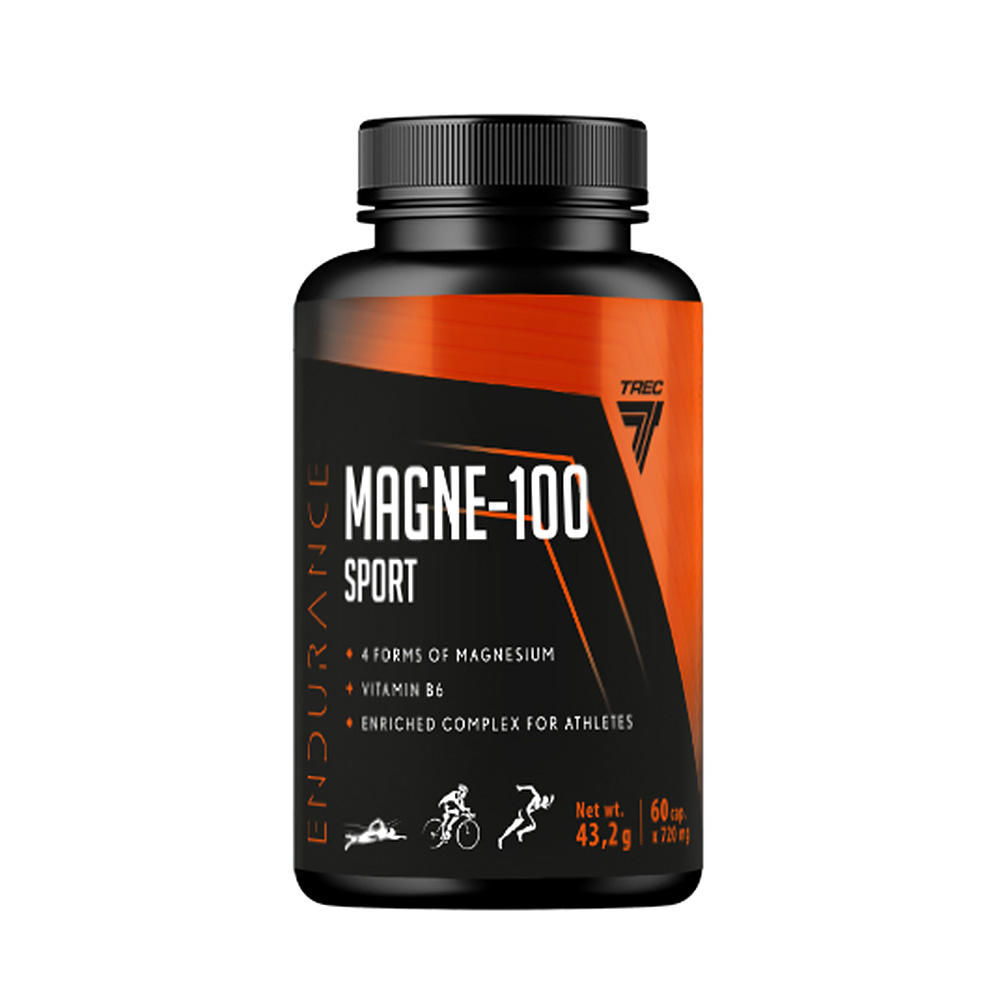 TREC
ENDURANCE
MAGNE-100
SPORT
4 FORMS OF MAGNESIUM
VITAMIN B6
ENRICHED COMPLEX FOR ATHLETES
Net wt.
43,2 g
60 cap.
x 720 mg